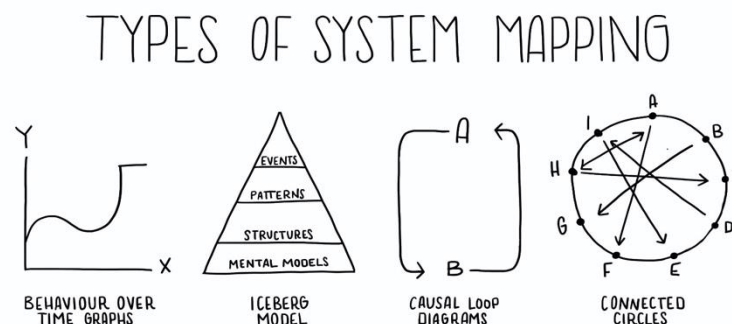 TYPES OF SYSTEM MAPPING
Y
X
BEHAVIOUR OVER
TIME GRAPHS
EVENTS
PATTERNS
STRUCTURES
MENTAL MODELS
ICEBERG
MODEL
A
B
CAUSAL LOOP
DIAGRAMS
A
B
D
E
F
G
H
I
CONNECTED
CIRCLES